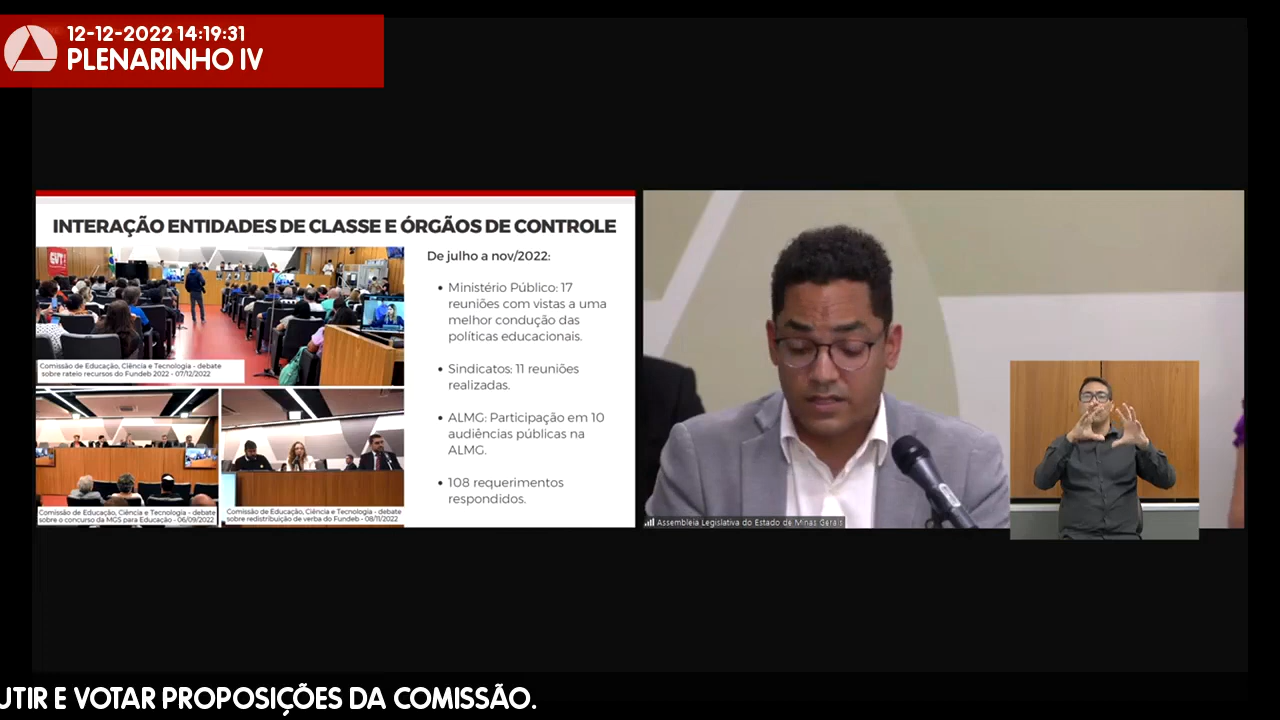 12-12-2022 14:19:31
PLENARINHO IV
INTERAÇÃO ENTIDADES DE CLASSE E ÓRGÃOS DE CONTROLE
Comissão de Educação, Ciência e Tecnologia - debate
sobre rateio recursos do Fundeb 2022 - 07/12/2022
Comissão de Educação, Ciência e Tecnologia - debate
sobre o concurso da MGS para Educação - 06/09/2022
Comissão de Educação, Ciência e Tecnologia - debate
sobre redistribuição de verba do Fundeb - 08/11/2022
De julho a nov/2022:
• Ministério Público: 17
reuniões com vistas a uma
melhor condução das
políticas educacionais.
• Sindicatos: 11 reuniões
realizadas.
• ALMG: Participação em 10
audiências públicas na
ALMG.
• 108 requerimentos
respondidos.
Assembleia Legislativa do Estado de Minas Gerais
UTIR E VOTAR PROPOSIÇÕES DA COMISSÃO.